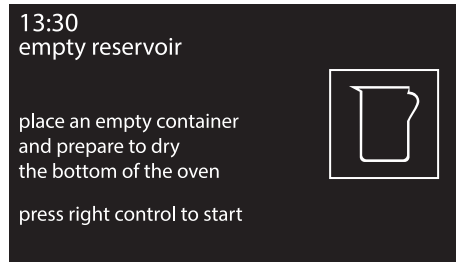 13:30
empty reservoir
place an empty container
and prepare to dry
the bottom of the oven
press right control to start